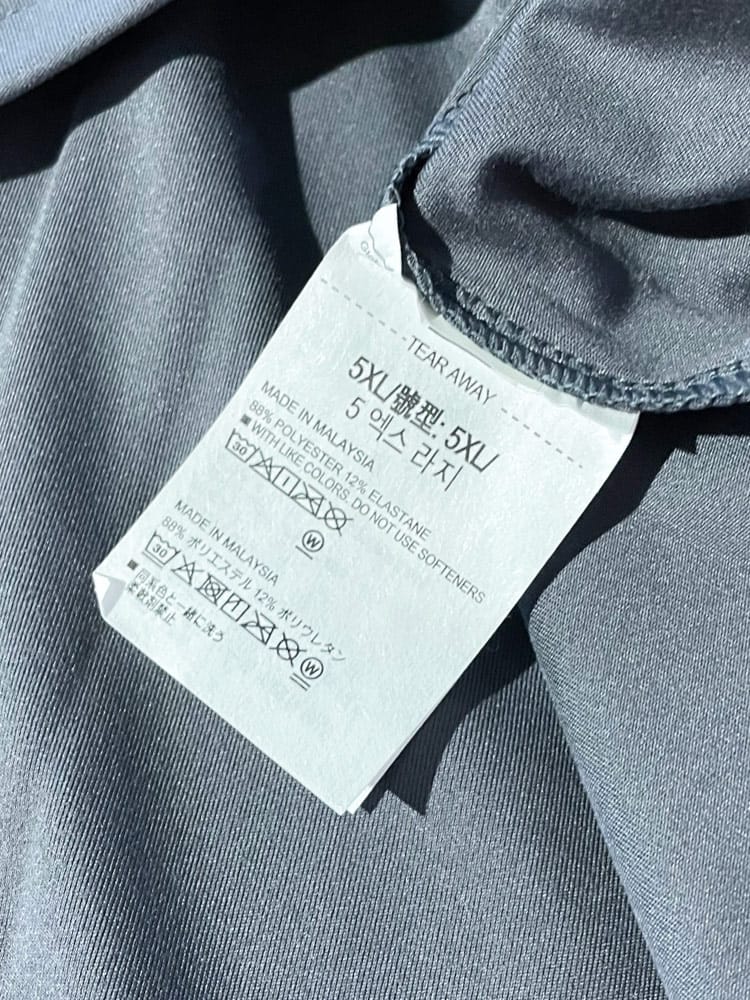 TEAR AWAY
5XL/號型: 5XL/
5 엑스 라지
MADE IN MALAYSIA
88% POLYESTER 12% ELASTANE
■ WITH LIKE COLORS. DO NOT USE SOFTENERS
30
W
MADE IN MALAYSIA
88% ポリエステル 12% ポリウレタン
30
W
■ 同系色と一緒に洗う
柔軟剤禁止